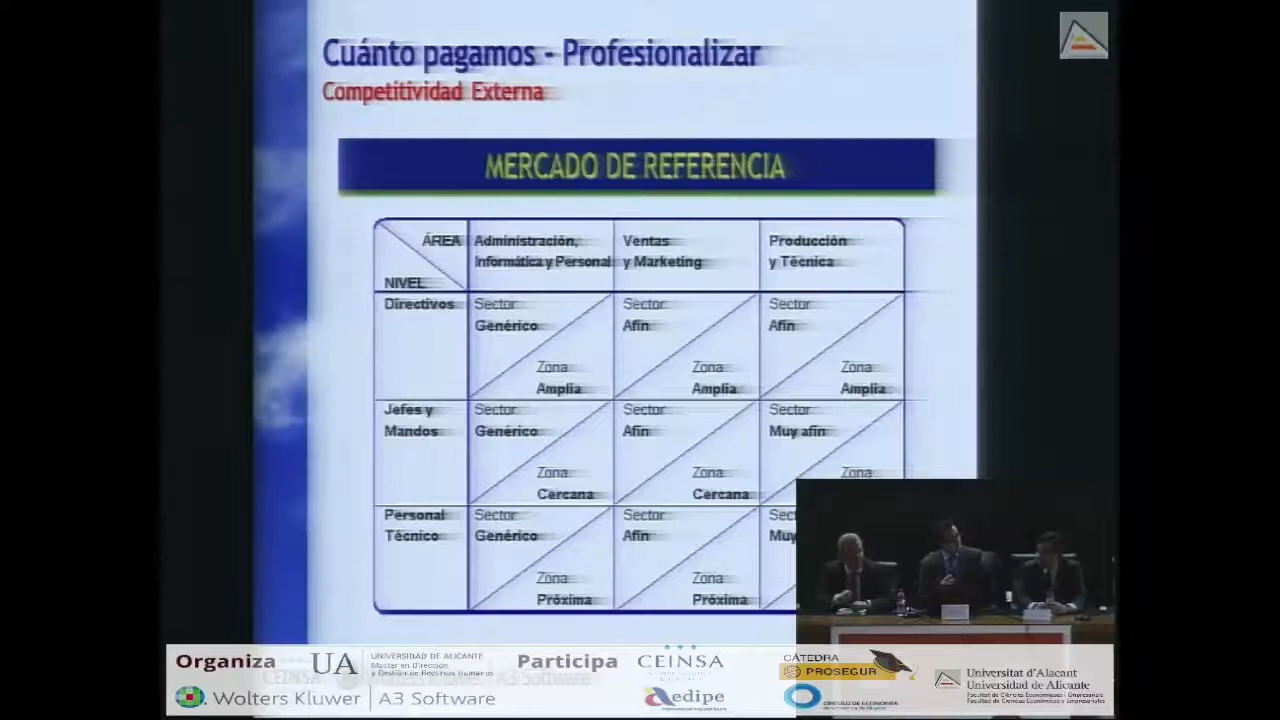 Cuánto pagamos - Profesionalizar
Competitividad Externa
MERCADO DE REFERENCIA
ÁREA
NIVEL
Administración,
Informática y Personal
Ventas
y Marketing
Producción
y Técnica
Directivos
Sector
Genérico
Zona
Amplia
Sector
Afín
Zona
Amplia
Sector
Afín
Zona
Amplia
Jefes y
Mandos
Sector
Genérico
Zona
Cercana
Sector
Afín
Zona
Cercana
Sector
Muy afín
Zona
Personal
Técnico
Sector
Genérico
Zona
Próxima
Sector
Afín
Zona
Próxima
Sect
Muy
Organiza
UA
UNIVERSIDAD DE ALICANTE
Master en Dirección
y Gestión de Recursos Humanos
Participa
CEINSA
CÁTEDRA
PROSEGUR
Wolters Kluwer
A3 Software
Aedipe
CÍRCULO DE ECONOMÍA
Universitat d'Alacant
Universidad de Alicante
Facultat de Ciències Econòmiques i Empresarials
Facultad de Ciencias Económicas y Empresariales